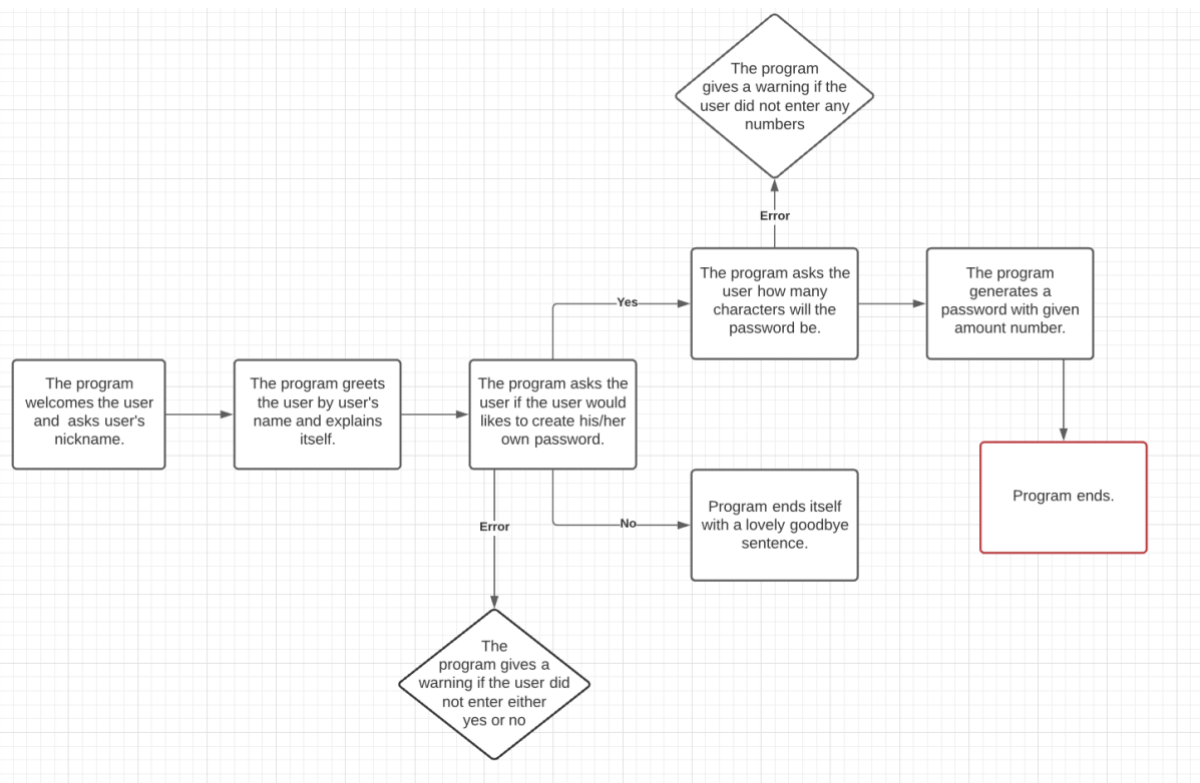 The program
gives a warning if the
user did not enter any
numbers
Error
The program asks the
user how many
characters will the
password be.
The program
generates a
password with given
amount number.
Yes
The program
welcomes the user
and  asks user's
nickname.
The program greets
the user by user's
name and explains
itself.
The program asks the
user if the user would
likes to create his/her
own password.
Program ends.
Error
No
Program ends itself
with a lovely goodbye
sentence.
The
program gives a
warning if the user did
not enter either
yes or no